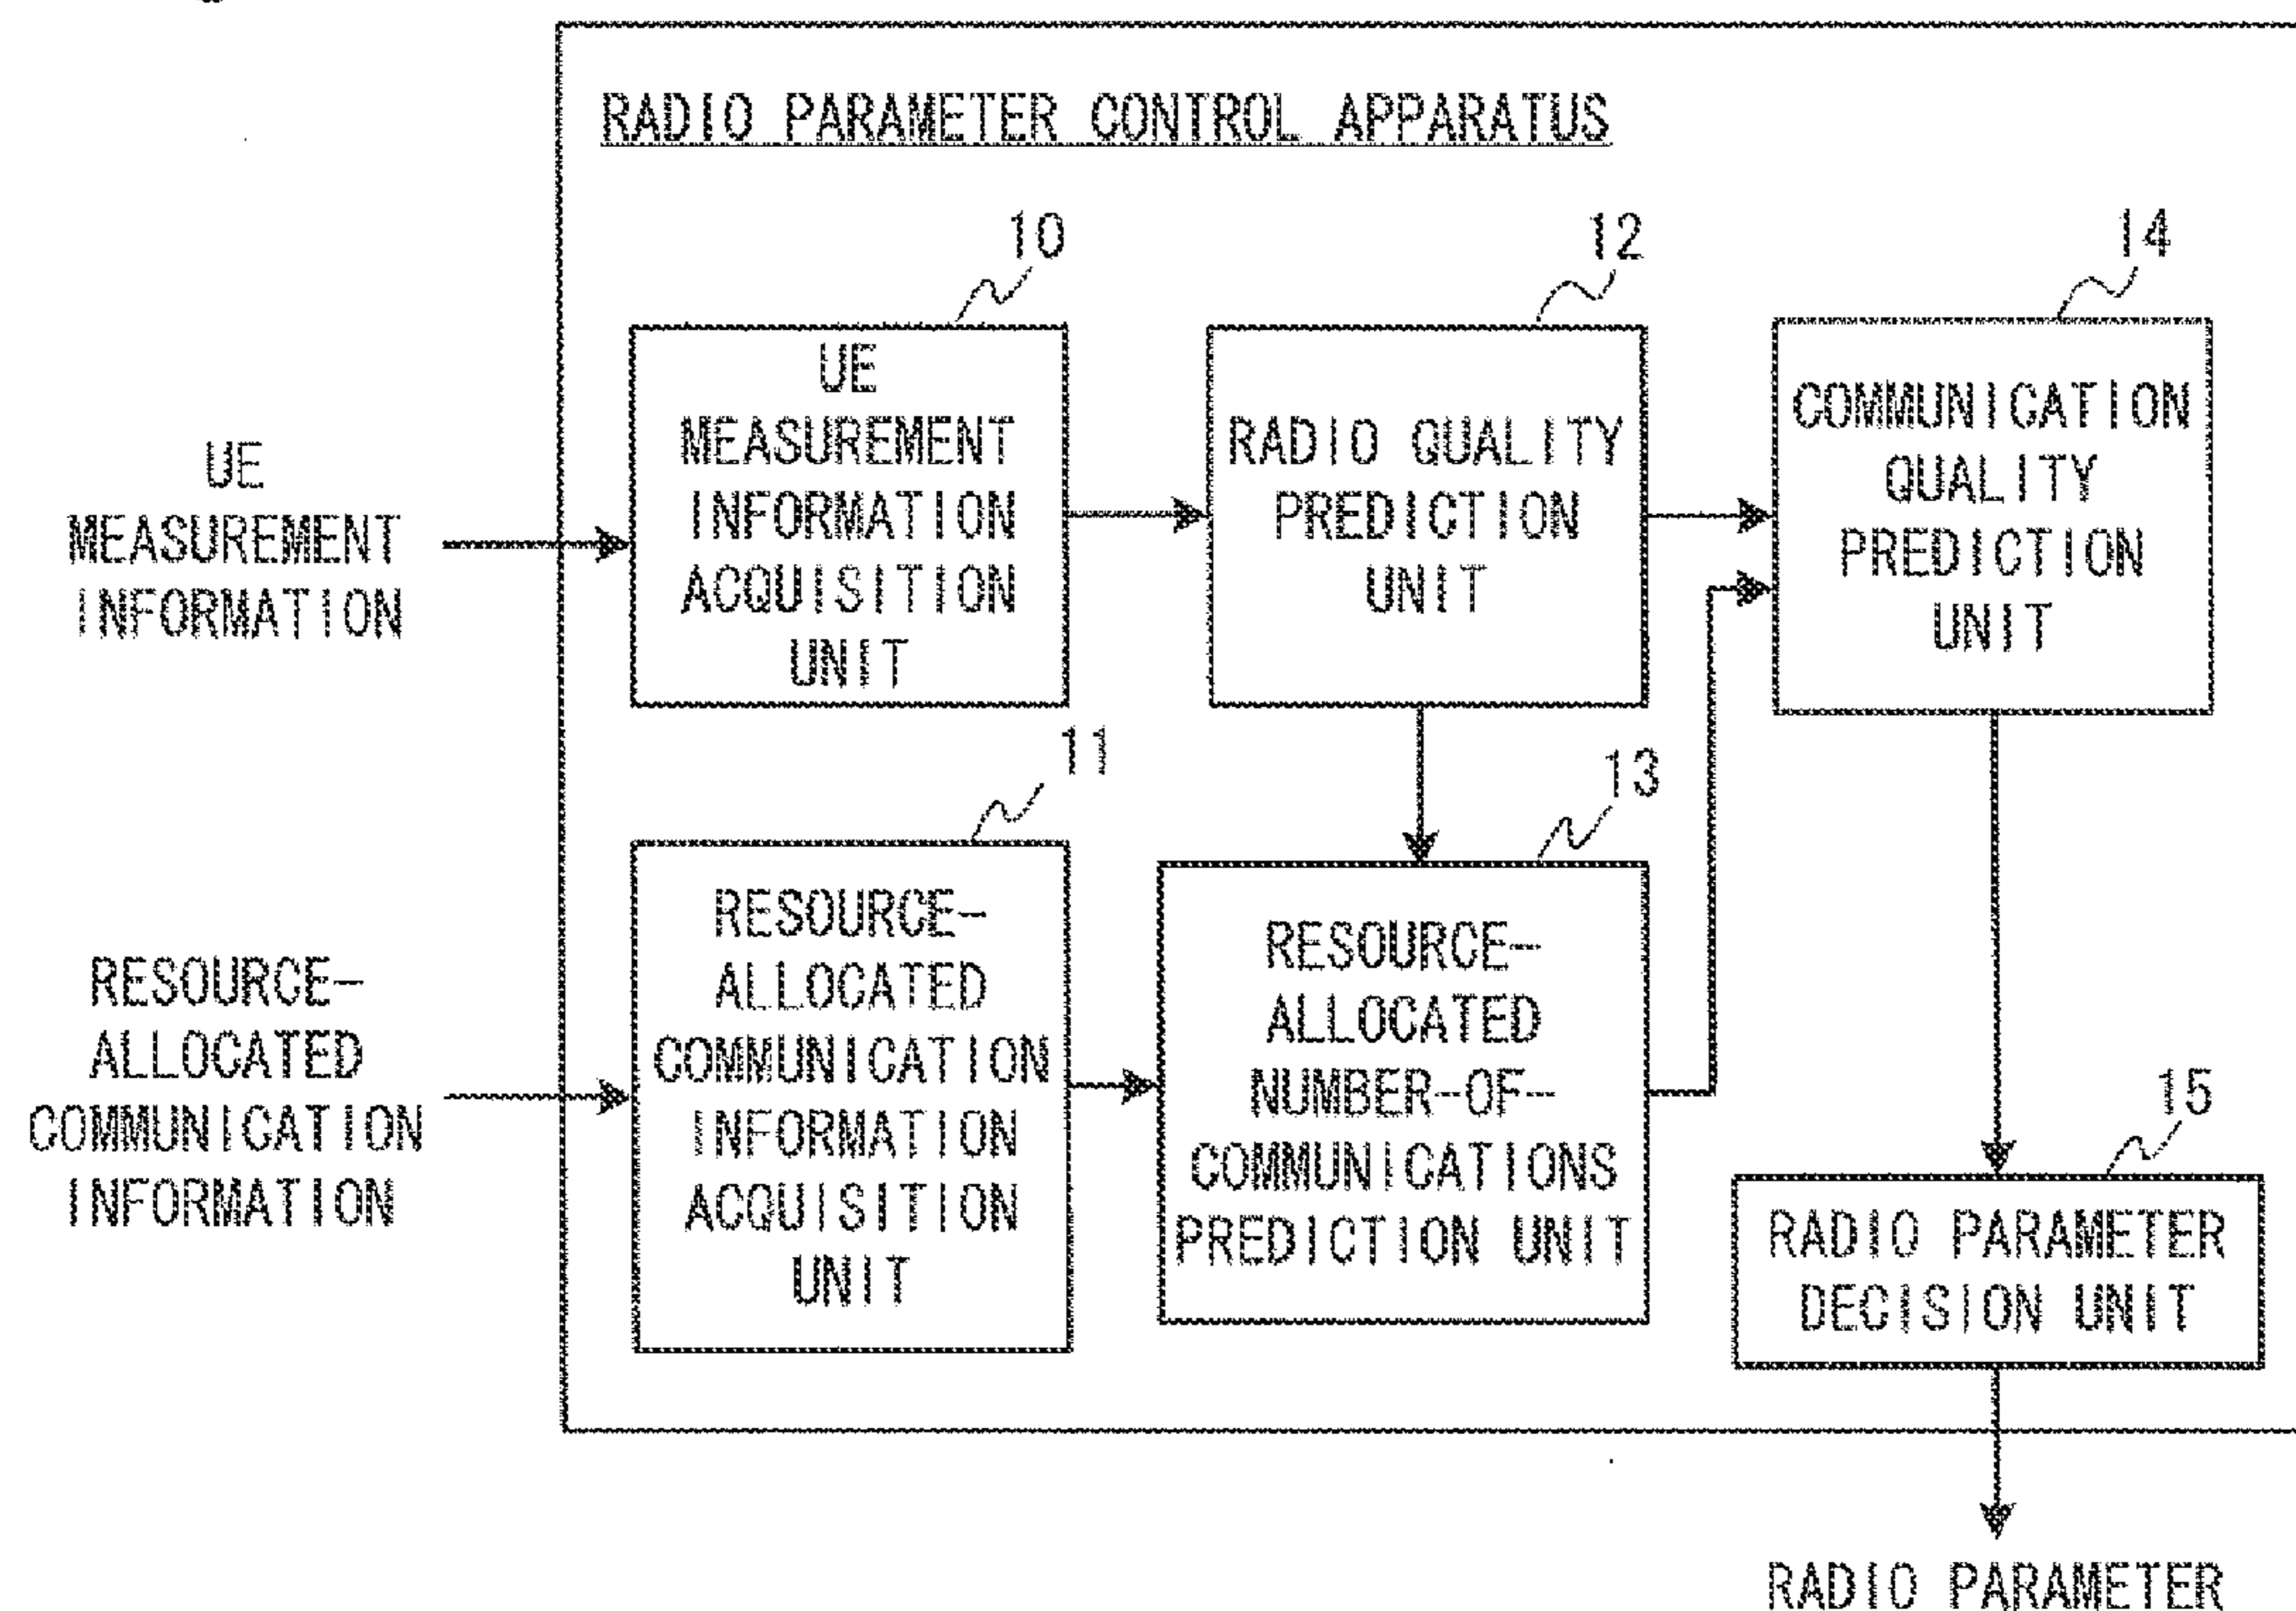 RADIO PARAMETER CONTROL APPARATUS
10
12
14
UE
MEASUREMENT
INFORMATION
UE
MEASUREMENT
INFORMATION
ACQUISITION
UNIT
RADIO QUALITY
PREDICTION
UNIT
COMMUNICATION
QUALITY
PREDICTION
UNIT
11
13
15
RESOURCE-
ALLOCATED
COMMUNICATION
INFORMATION
RESOURCE-
ALLOCATED
COMMUNICATION
INFORMATION
ACQUISITION
UNIT
RESOURCE-
ALLOCATED
NUMBER-OF-
COMMUNICATIONS
PREDICTION UNIT
RADIO PARAMETER
DECISION UNIT
RADIO PARAMETER